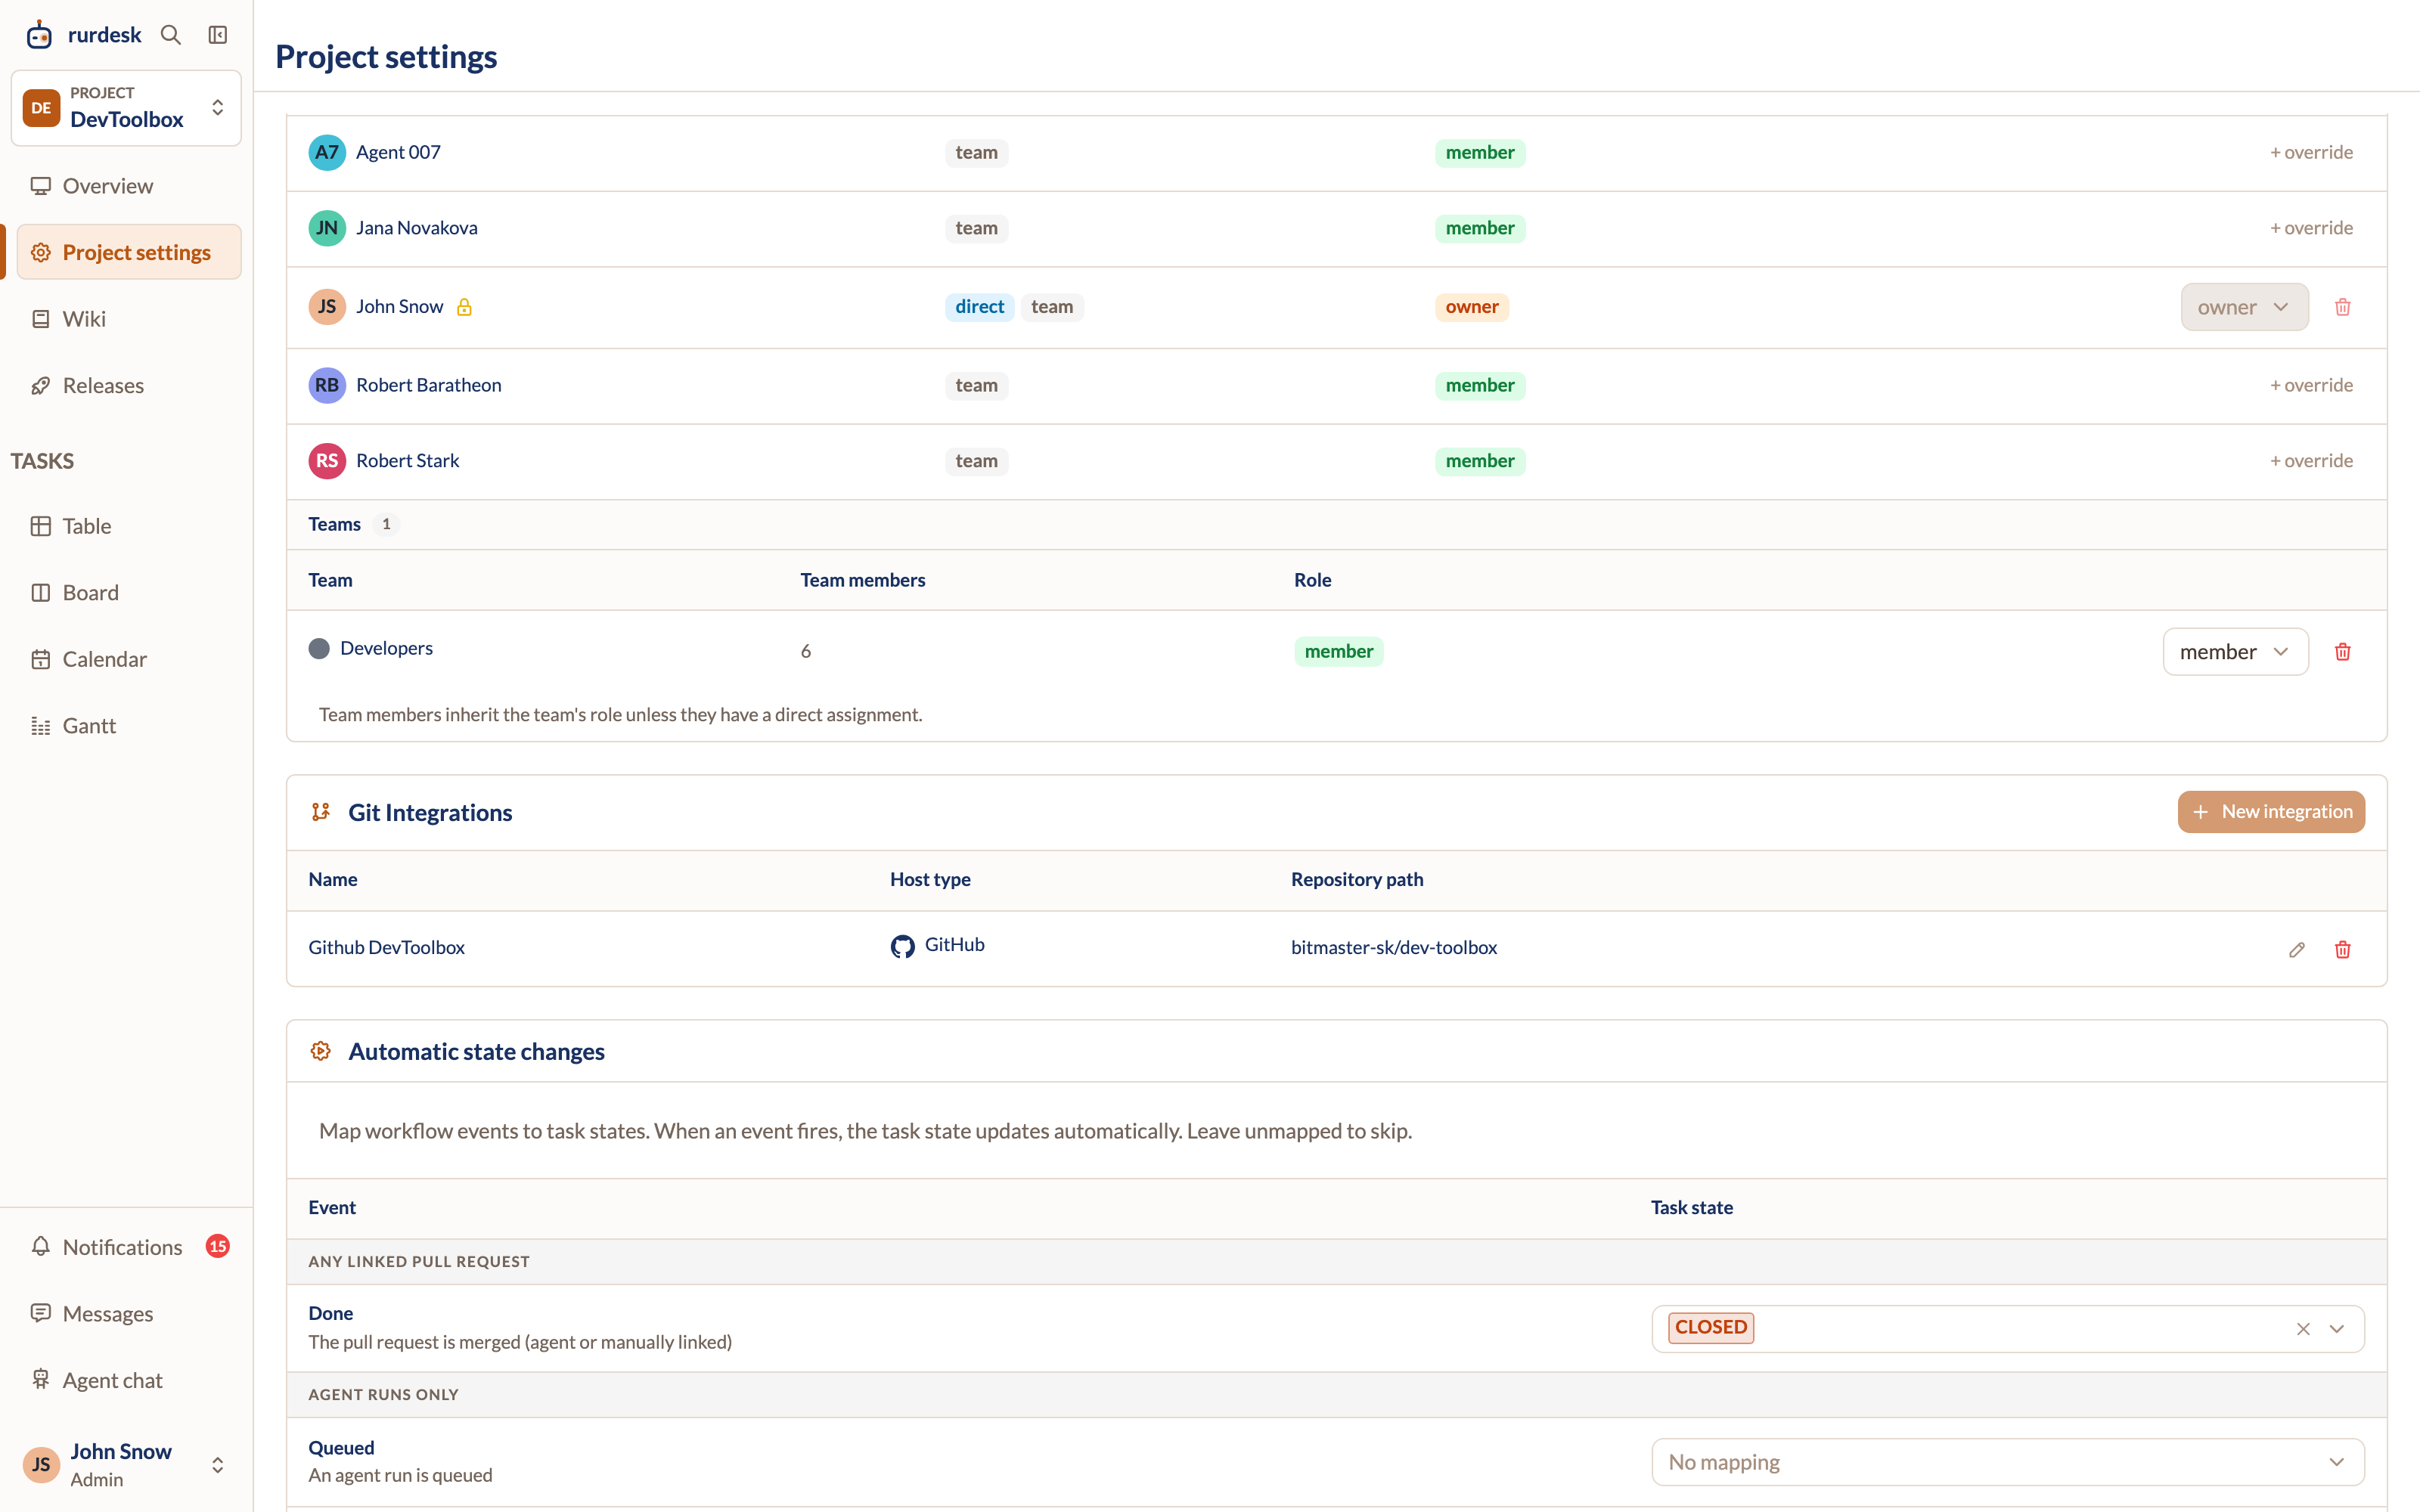 rurdesk
DE
PROJECT
DevToolbox
Overview
Project settings
Wiki
Releases
TASKS
Table
Board
Calendar
Gantt
Notifications 15
Messages
Agent chat
JS
John Snow
Admin
Project settings
A7 Agent 007 team member + override
JN Jana Novakova team member + override
JS John Snow direct team owner owner
RB Robert Baratheon team member + override
RS Robert Stark team member + override
Teams 1
Team Team members Role
Developers 6 member member
Team members inherit the team's role unless they have a direct assignment.
Git Integrations + New integration
Name Host type Repository path
Github DevToolbox GitHub bitmaster-sk/dev-toolbox
Automatic state changes
Map workflow events to task states. When an event fires, the task state updates automatically. Leave unmapped to skip.
Event Task state
ANY LINKED PULL REQUEST
Done
The pull request is merged (agent or manually linked)
CLOSED
AGENT RUNS ONLY
Queued
An agent run is queued
No mapping